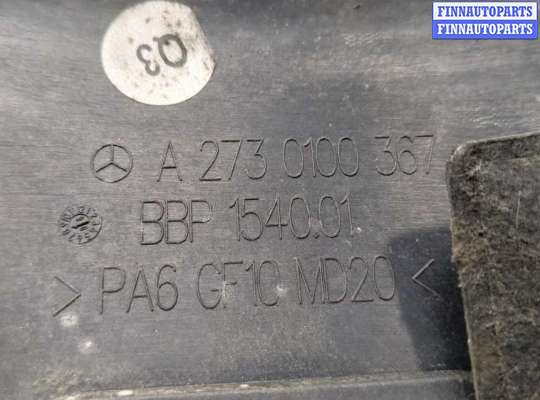 FINNAUTOPARTS
FINNAUTOPARTS
Q3
A 273 0100 367
BBP 1540.01
> PA6 GF10 MD20 <